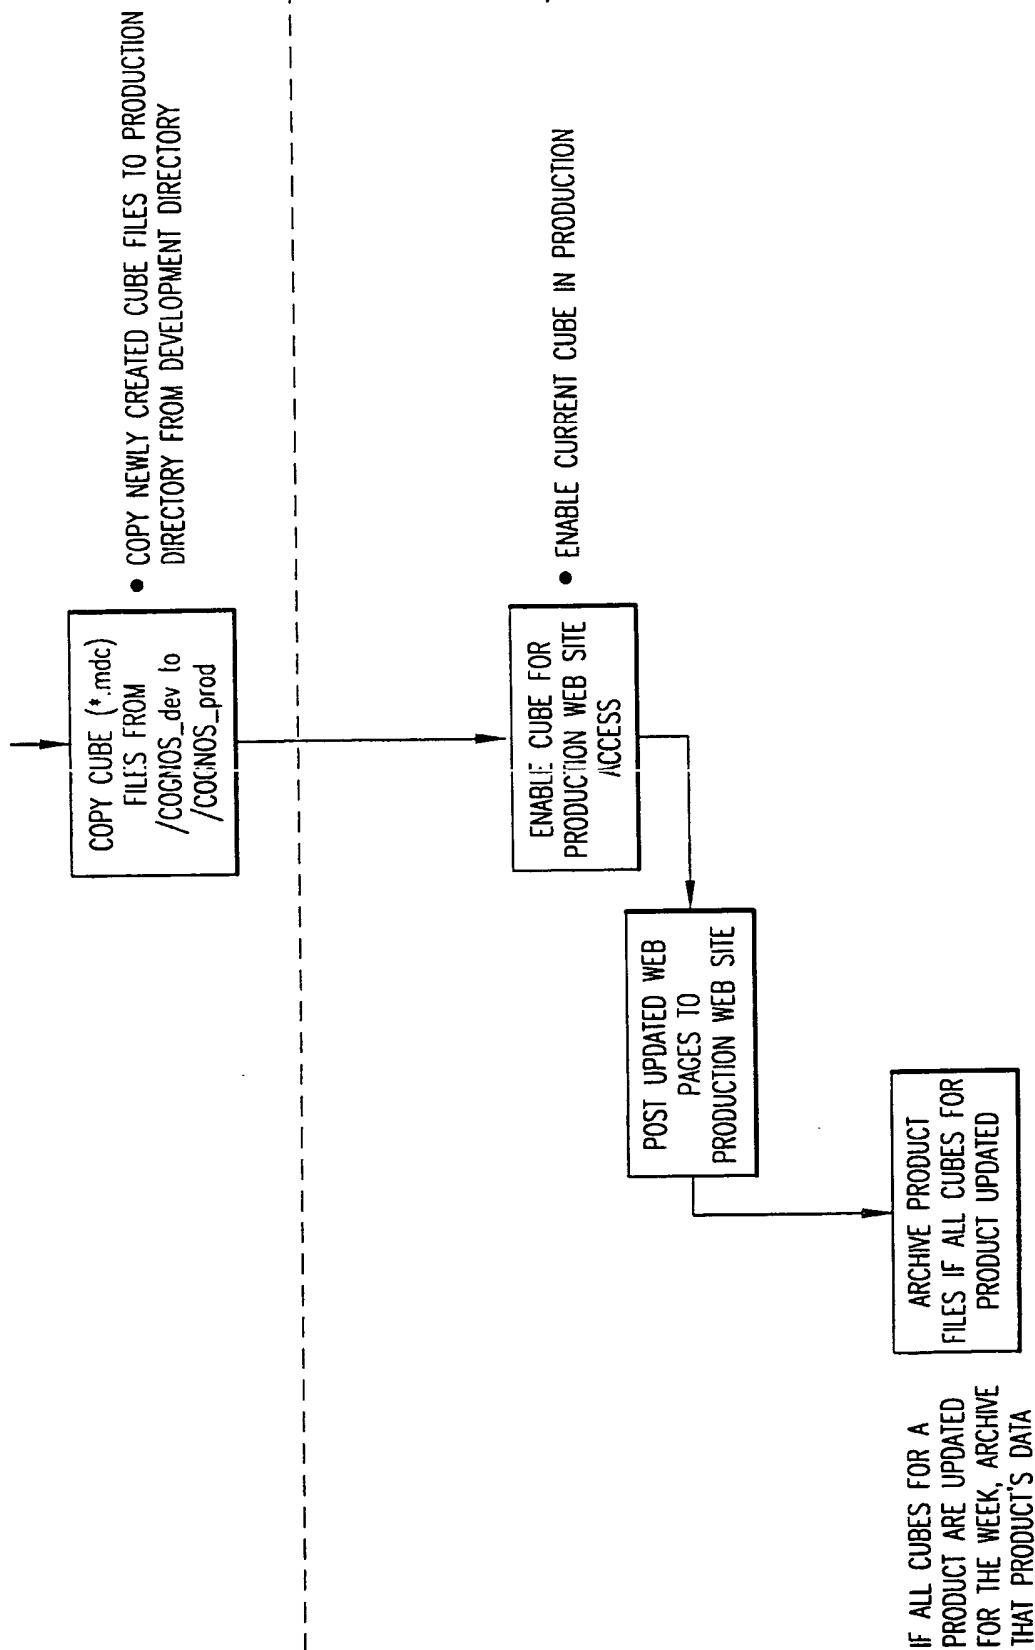 COPY CUBE (*.mdc)
FILES FROM
/COGNOS_dev to
/COGNOS_prod
• COPY NEWLY CREATED CUBE FILES TO PRODUCTION
DIRECTORY FROM DEVELOPMENT DIRECTORY
ENABLE CUBE FOR
PRODUCTION WEB SITE
ACCESS
• ENABLE CURRENT CUBE IN PRODUCTION
POST UPDATED WEB
PAGES TO
PRODUCTION WEB SITE
ARCHIVE PRODUCT
FILES IF ALL CUBES FOR
PRODUCT UPDATED
IF ALL CUBES FOR A
PRODUCT ARE UPDATED
FOR THE WEEK, ARCHIVE
THAT PRODUCT'S DATA